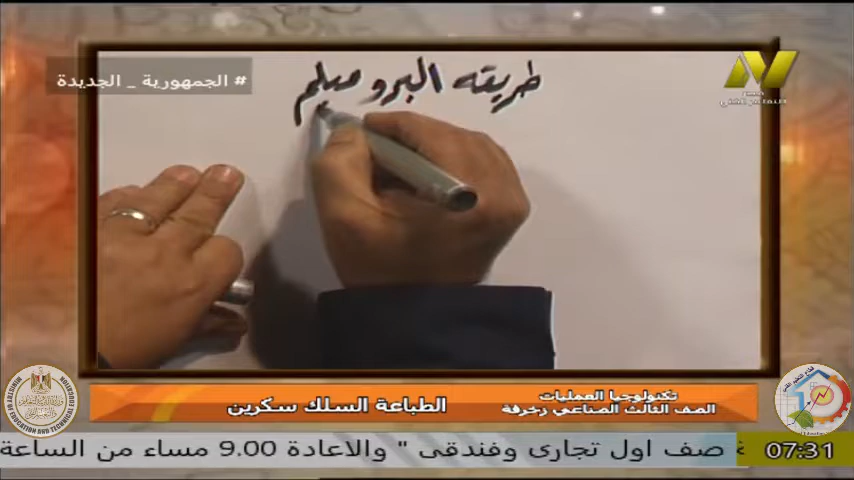 طريقه البروميلم
# الجمهورية _ الجديدة
تكنولوجيا العمليات
الصف الثالث الصناعي زخرفة
الطباعة السلك سكرين
صف اول تجارى وفندقى " والاعادة 9.00 مساء من الساعة
07:31